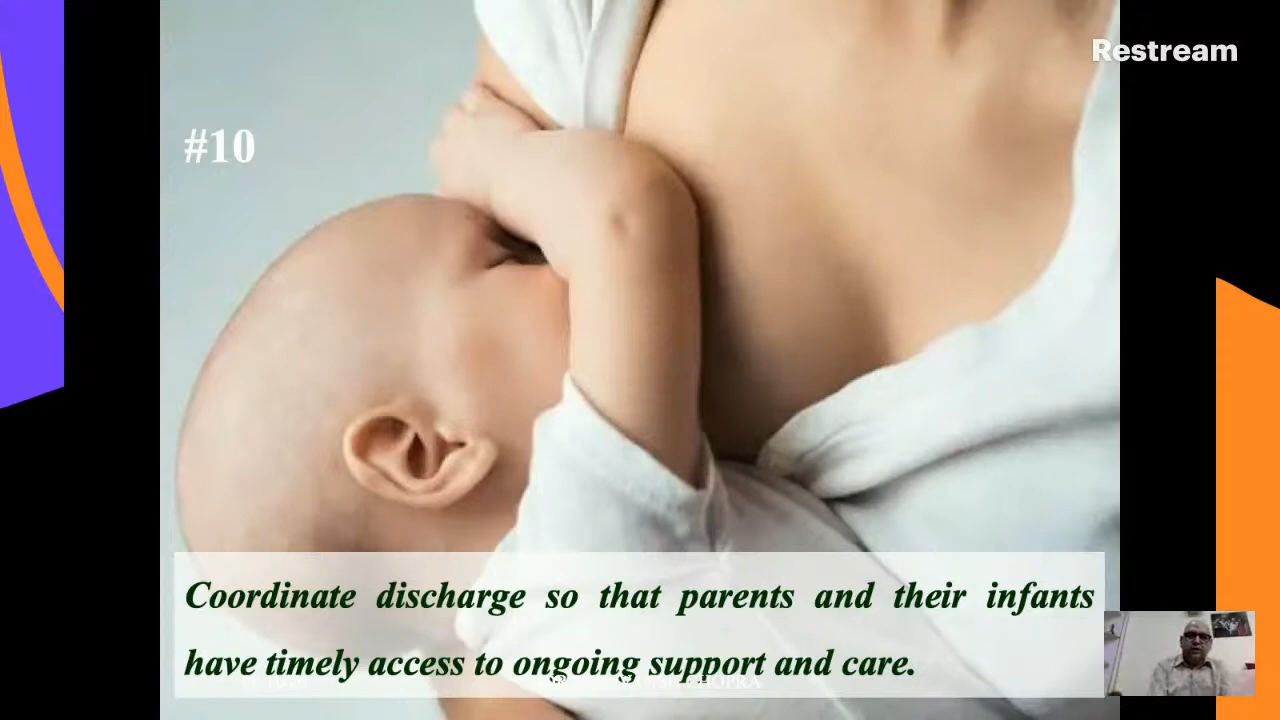 Restream
#10
Coordinate discharge so that parents and their infants
have timely access to ongoing support and care.